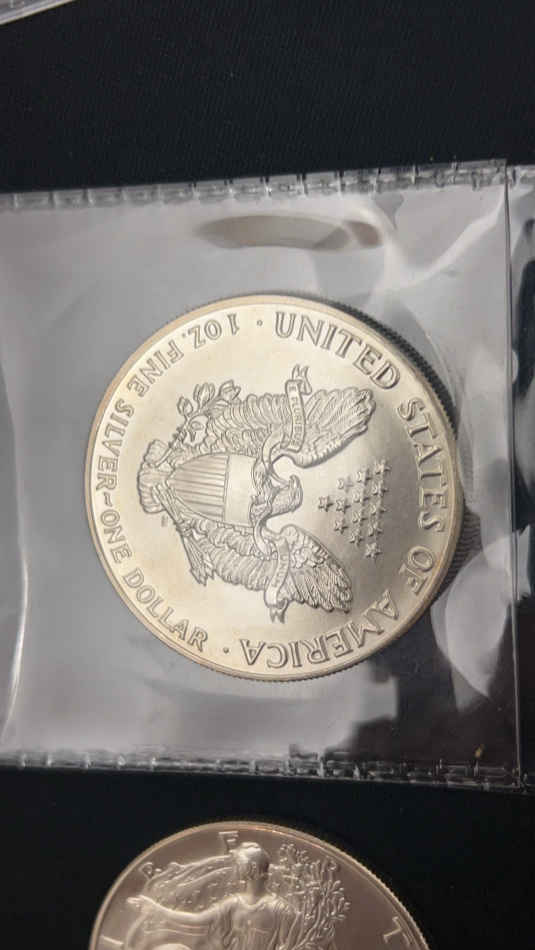 UNITED STATES OF AMERICA
1 OZ. FINE SILVER~ONE DOLLAR